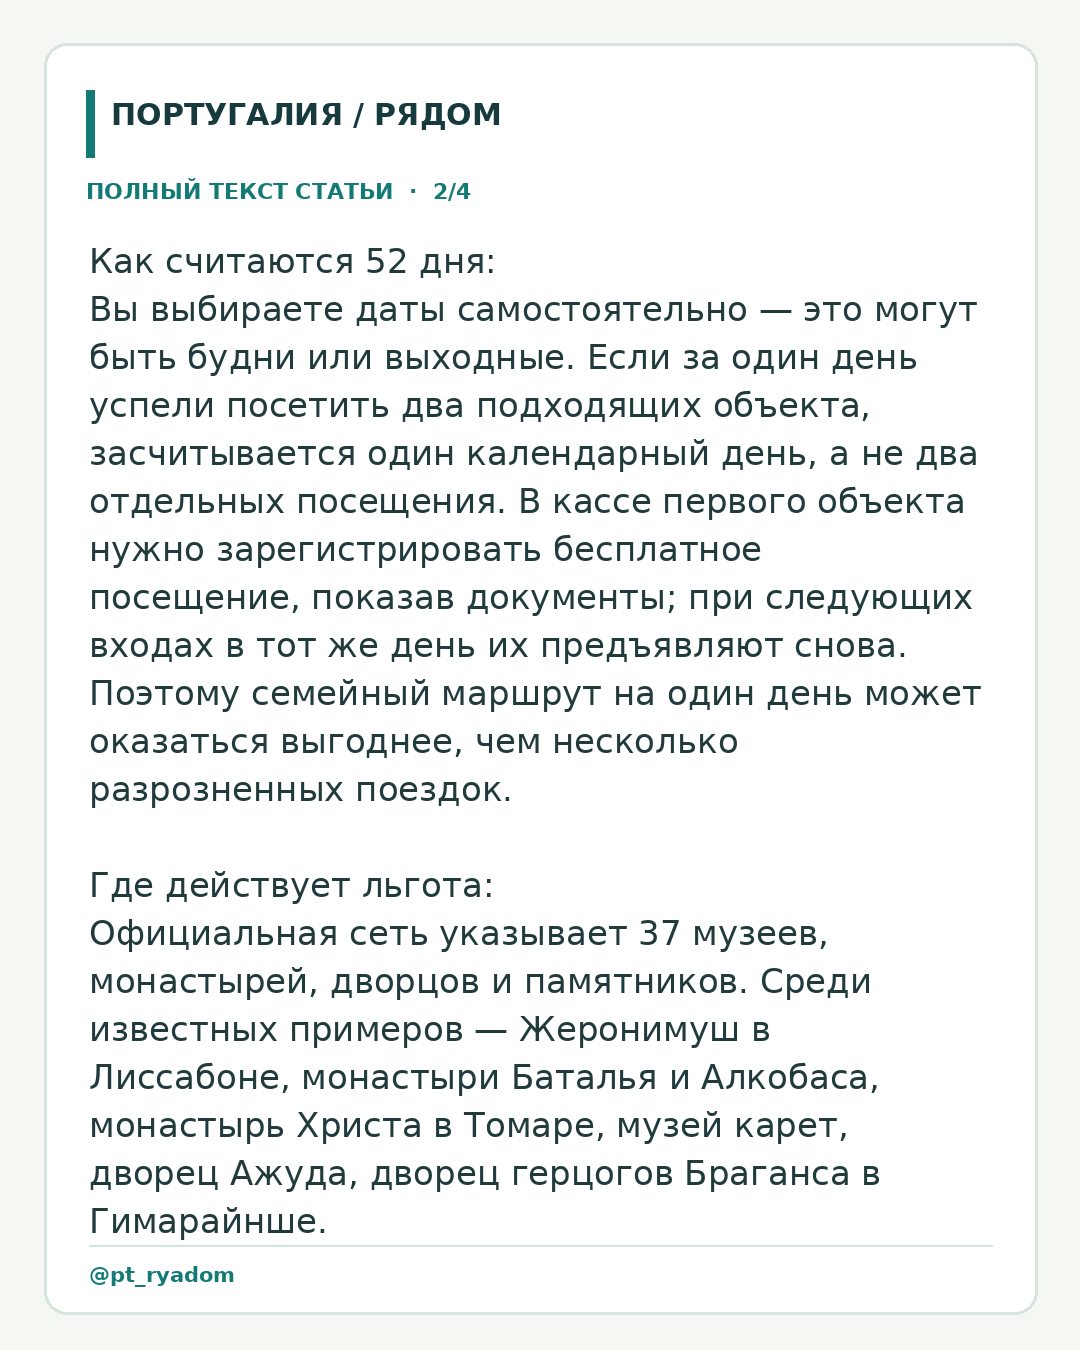 ПОРТУГАЛИЯ / РЯДОМ
ПОЛНЫЙ ТЕКСТ СТАТЬИ · 2/4
Как считаются 52 дня:
Вы выбираете даты самостоятельно — это могут
быть будни или выходные. Если за один день
успели посетить два подходящих объекта,
засчитывается один календарный день, а не два
отдельных посещения. В кассе первого объекта
нужно зарегистрировать бесплатное
посещение, показав документы; при следующих
входах в тот же день их предъявляют снова.
Поэтому семейный маршрут на один день может
оказаться выгоднее, чем несколько
разрозненных поездок.
Где действует льгота:
Официальная сеть указывает 37 музеев,
монастырей, дворцов и памятников. Среди
известных примеров — Жеронимуш в
Лиссабоне, монастыри Баталья и Алкобаса,
монастырь Христа в Томаре, музей карет,
дворец Ажуда, дворец герцогов Браганса в
Гимарайнше.
@pt_ryadom